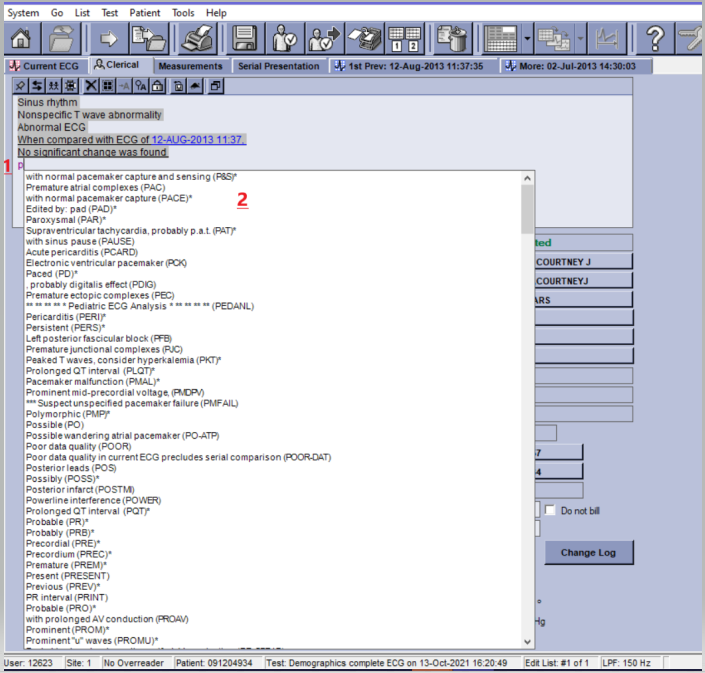 System Go List Test Patient Tools Help
1 2
Current ECG Clerical Measurements Serial Presentation 1st Prev: 12-Aug-2013 11:37:35 More: 02-Jul-2013 14:30:03
Sinus rhythm
Nonspecific T wave abnormality
Abnormal ECG
When compared with ECG of 12-AUG-2013 11:37,
No significant change was found
1 p
2
with normal pacemaker capture and sensing (P&S)*
Premature atrial complexes (PAC)
with normal pacemaker capture (PACE)*
Edited by: pad (PAD)*
Paroxysmal (PAR)*
Supraventricular tachycardia, probably p.a.t. (PAT)*
with sinus pause (PAUSE)
Acute pericarditis (PCARD)
Electronic ventricular pacemaker (PCK)
Paced (PD)*
, probably digitalis effect (PDIG)
Premature ectopic complexes (PEC)
** ** ** ** * Pediatric ECG Analysis * ** ** ** ** (PEDANL)
Pericarditis (PERI)*
Persistent (PERS)*
Left posterior fascicular block (PFB)
Premature junctional complexes (PJC)
Peaked T waves, consider hyperkalemia (PKT)*
Prolonged QT interval (PLQT)*
Pacemaker malfunction (PMAL)*
Prominent mid-precordial voltage, (PMDPV)
*** Suspect unspecified pacemaker failure (PMFAIL)
Polymorphic (PMP)*
Possible (PO)
Possible wandering atrial pacemaker (PO-ATP)
Poor data quality (POOR)
Poor data quality in current ECG precludes serial comparison (POOR-DAT)
Posterior leads (POS)
Possibly (POSS)*
Posterior infarct (POSTMI)
Powerline interference (POWER)
Prolonged QT interval (PQT)*
Probable (PR)*
Probably (PRB)*
Precordial (PRE)*
Precordium (PREC)*
Premature (PREM)*
Present (PRESENT)
Previous (PREV)*
PR interval (PRINT)
Probable (PRO)*
with prolonged AV conduction (PROAV)
Prominent (PROM)*
Prominent "u" waves (PROMU)*
ted
COURTNEY J
COURTNEYJ
ARS
57
4
Do not bill
Change Log
Hg
User: 12623 Site: 1 No Overreader Patient: 091204934 Test: Demographics complete ECG on 13-Oct-2021 16:20:49 Edit List: #1 of 1 LPF: 150 Hz